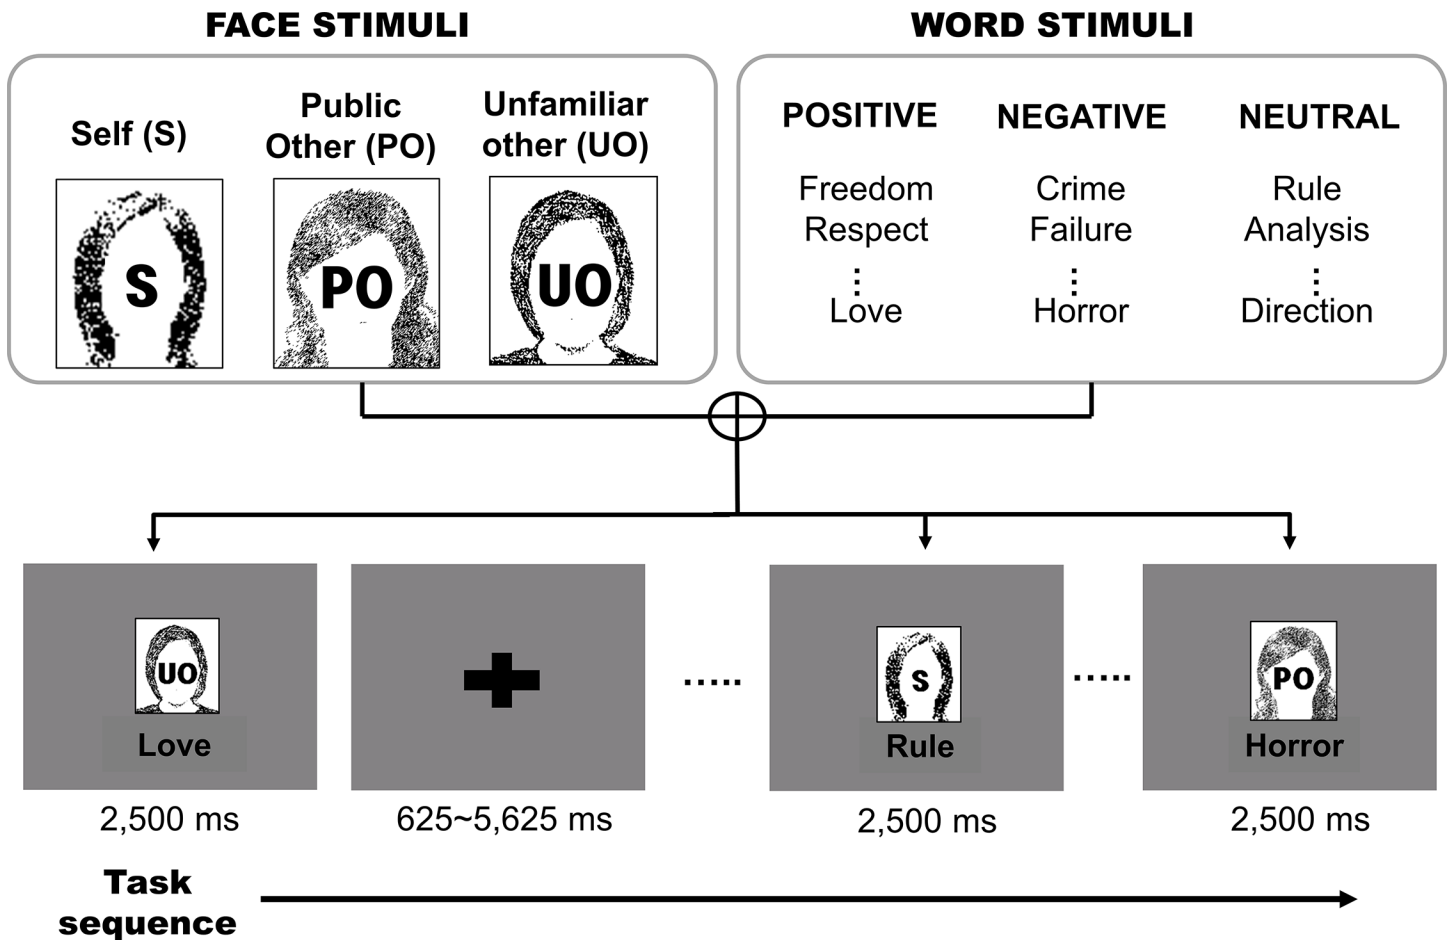 FACE STIMULI
WORD STIMULI
Self (S)
Public
Other (PO)
Unfamiliar
other (UO)
S
PO
UO
POSITIVE
NEGATIVE
NEUTRAL
Freedom
Crime
Rule
Respect
Failure
Analysis
⋮
⋮
⋮
Love
Horror
Direction
UO
Love
.....
S
Rule
.....
PO
Horror
2,500 ms
625~5,625 ms
2,500 ms
2,500 ms
Task
sequence